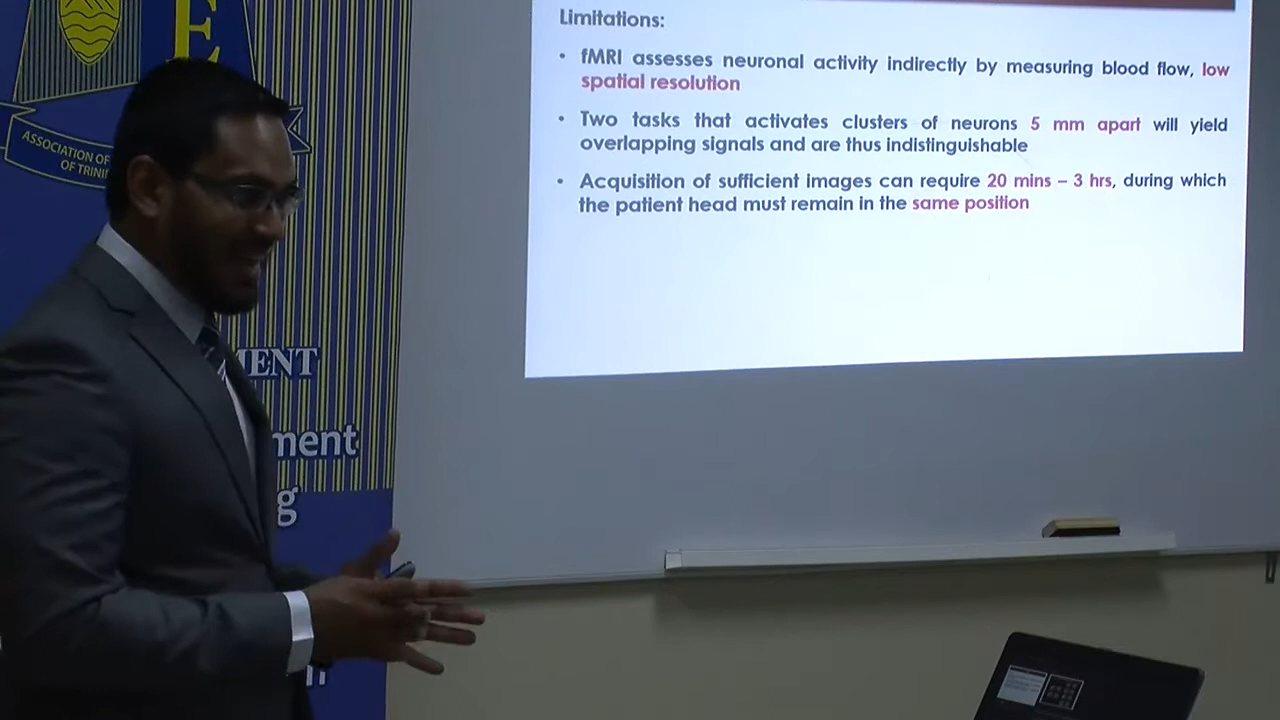 E
ASSOCIATION OF
OF TRINI
Limitations:
• fMRI assesses neuronal activity indirectly by measuring blood flow, low
spatial resolution
• Two tasks that activates clusters of neurons 5 mm apart will yield
overlapping signals and are thus indistinguishable
• Acquisition of sufficient images can require 20 mins – 3 hrs, during which
the patient head must remain in the same position
MENT
ment
g